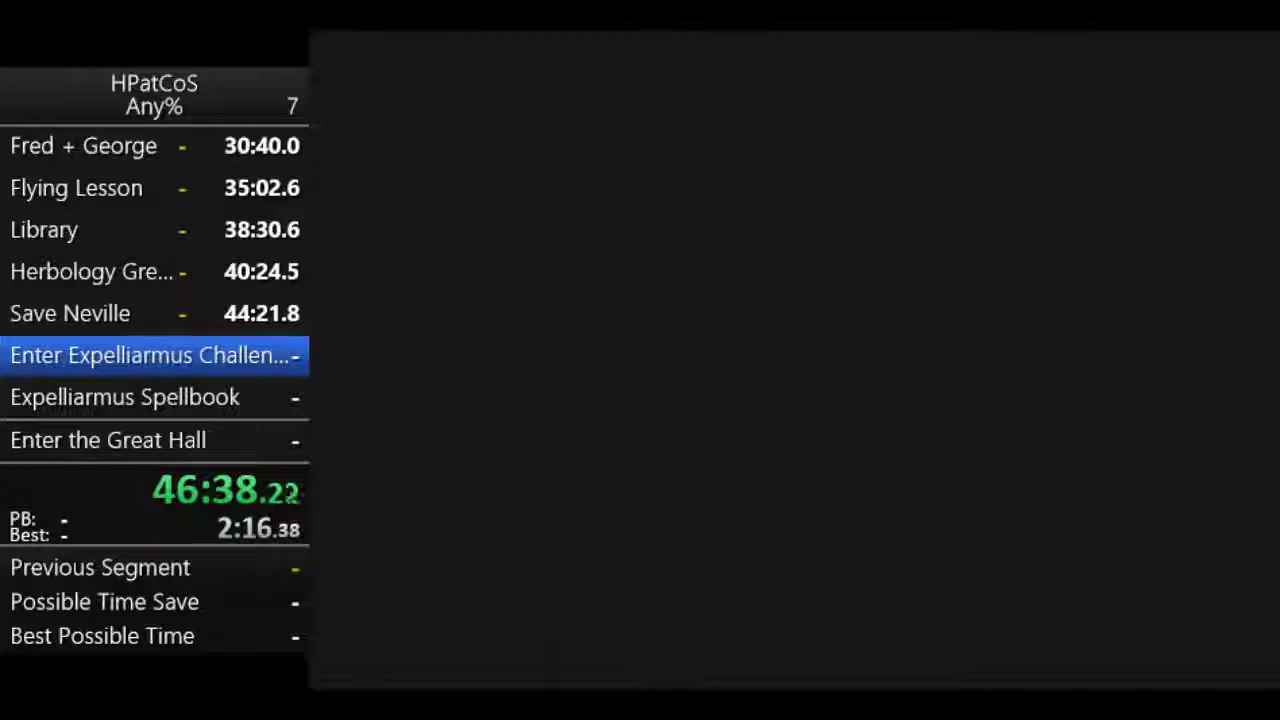 HPatCoS
Any% 7
Fred + George - 30:40.0
Flying Lesson - 35:02.6
Library - 38:30.6
Herbology Gre... - 40:24.5
Save Neville - 44:21.8
Enter Expelliarmus Challen... -
Expelliarmus Spellbook -
Enter the Great Hall -
46:38.22
PB: -
Best: - 2:16.38
Previous Segment -
Possible Time Save -
Best Possible Time -